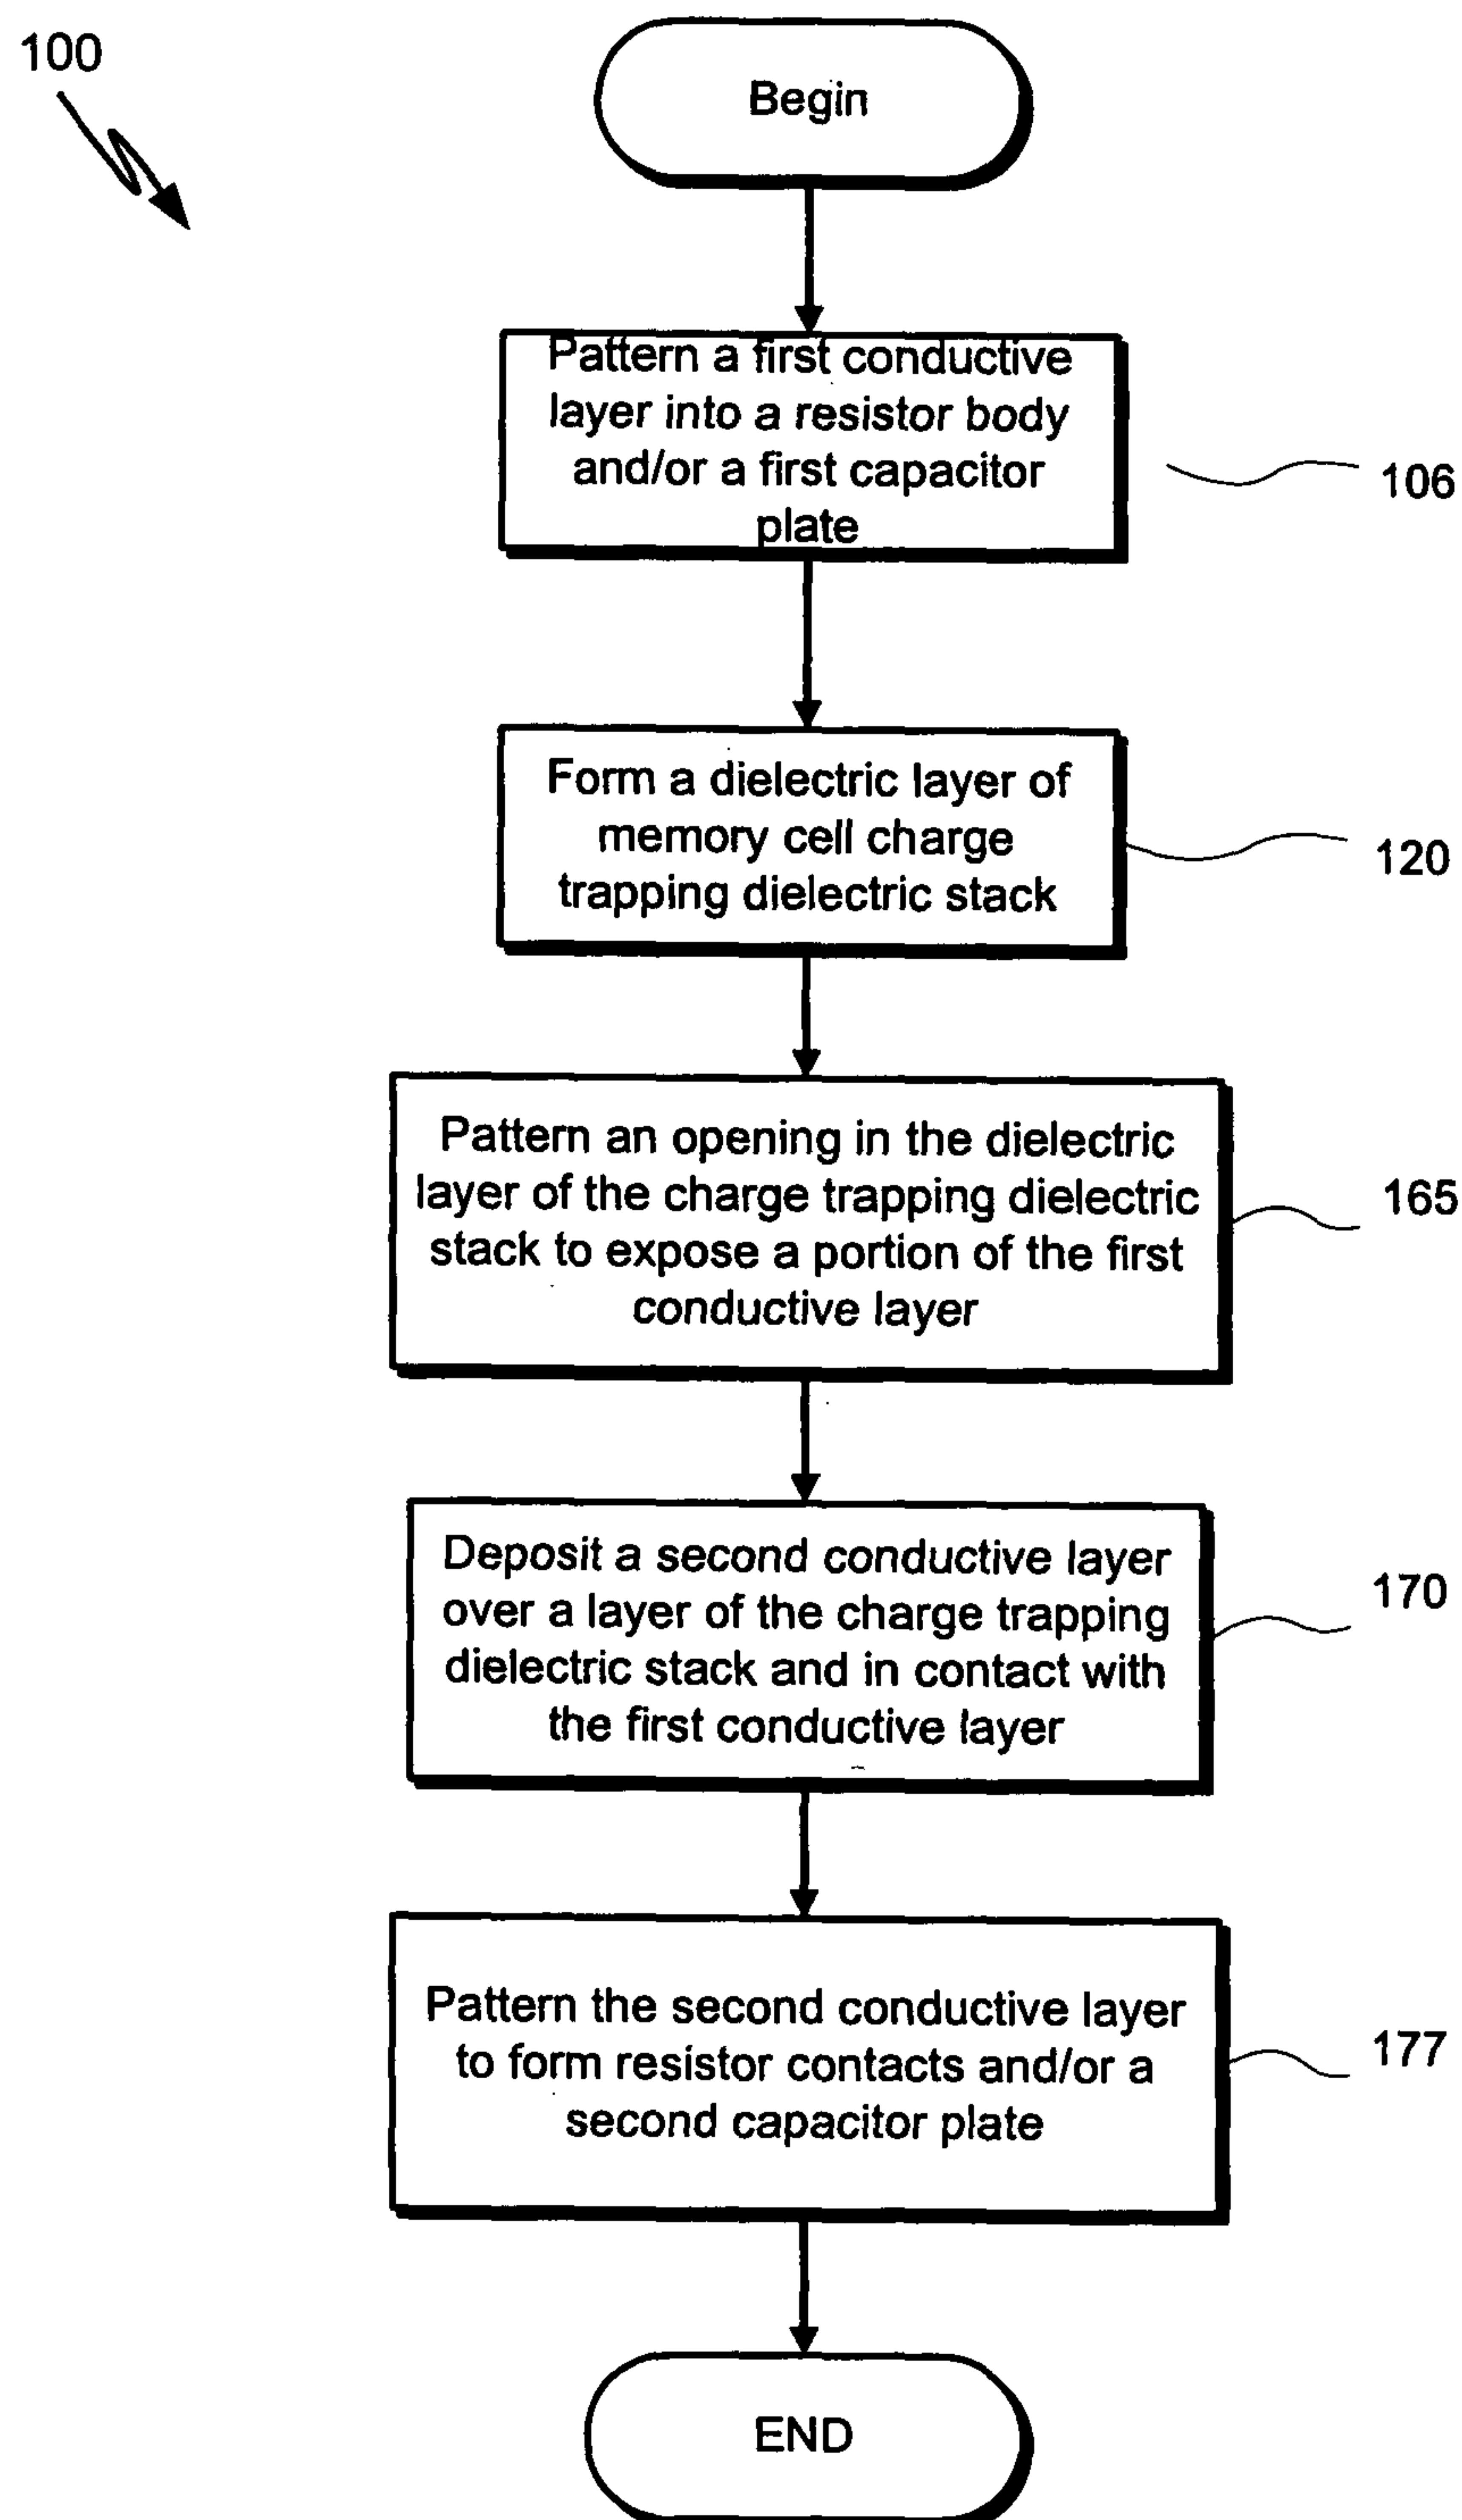 100
Begin
Pattern a first conductive
layer into a resistor body
and/or a first capacitor
plate
106
Form a dielectric layer of
memory cell charge
trapping dielectric stack
120
Pattern an opening in the dielectric
layer of the charge trapping dielectric
stack to expose a portion of the first
conductive layer
165
Deposit a second conductive layer
over a layer of the charge trapping
dielectric stack and in contact with
the first conductive layer
170
Pattern the second conductive layer
to form resistor contacts and/or a
second capacitor plate
177
END